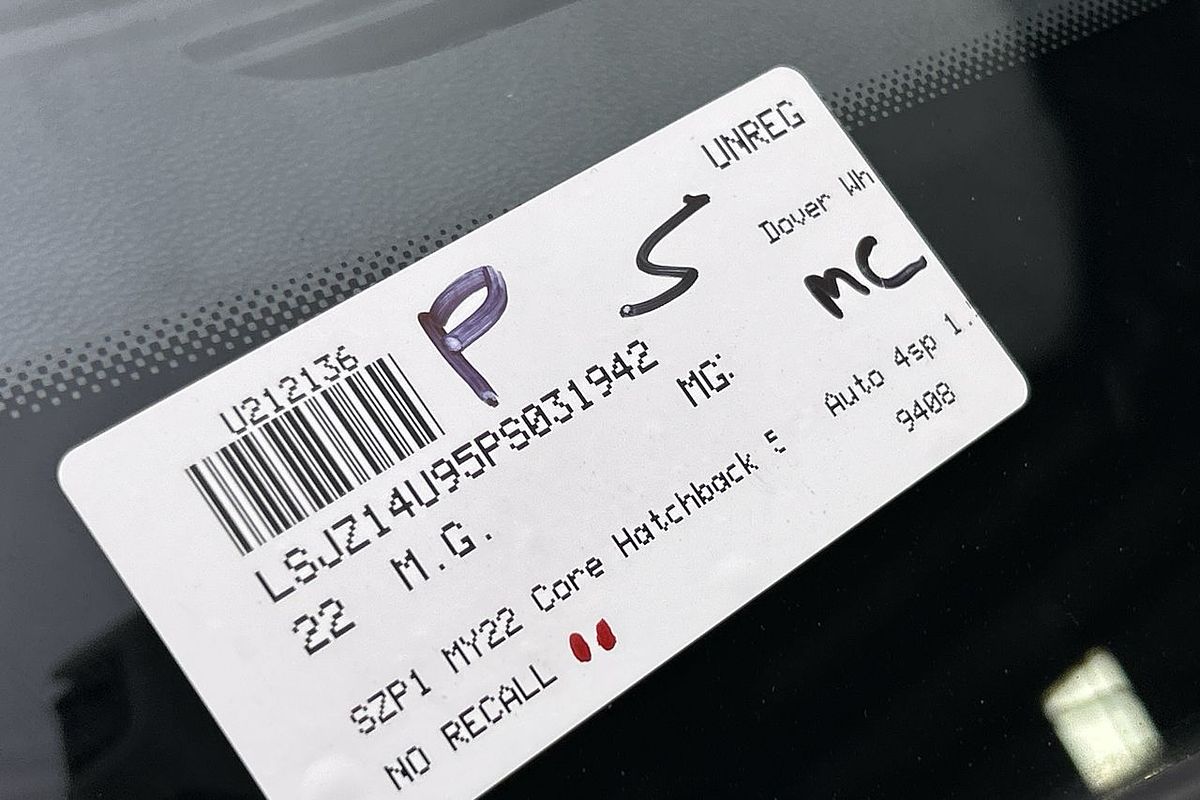 UNREG
P S
Dover Wh
MC
U212136
LSJZ14U95PS031942
22 M.G. MG:
Auto 4sp 1.
SZP1 MY22 Core Hatchback 5
9408
NO RECALL